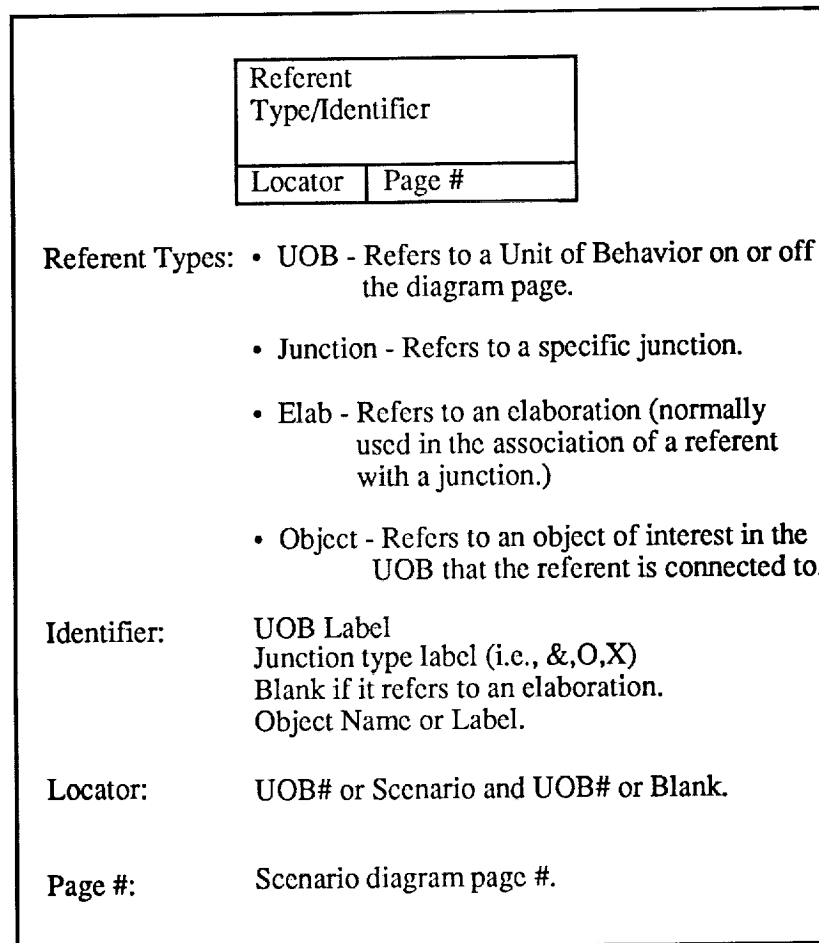 Referent
Type/Identifier
Locator Page #
Referent Types: • UOB - Refers to a Unit of Behavior on or off
the diagram page.
• Junction - Refers to a specific junction.
• Elab - Refers to an elaboration (normally
used in the association of a referent
with a junction.)
• Object - Refers to an object of interest in the
UOB that the referent is connected to.
Identifier: UOB Label
Junction type label (i.e., &,O,X)
Blank if it refers to an elaboration.
Object Name or Label.
Locator: UOB# or Scenario and UOB# or Blank.
Page #: Scenario diagram page #.